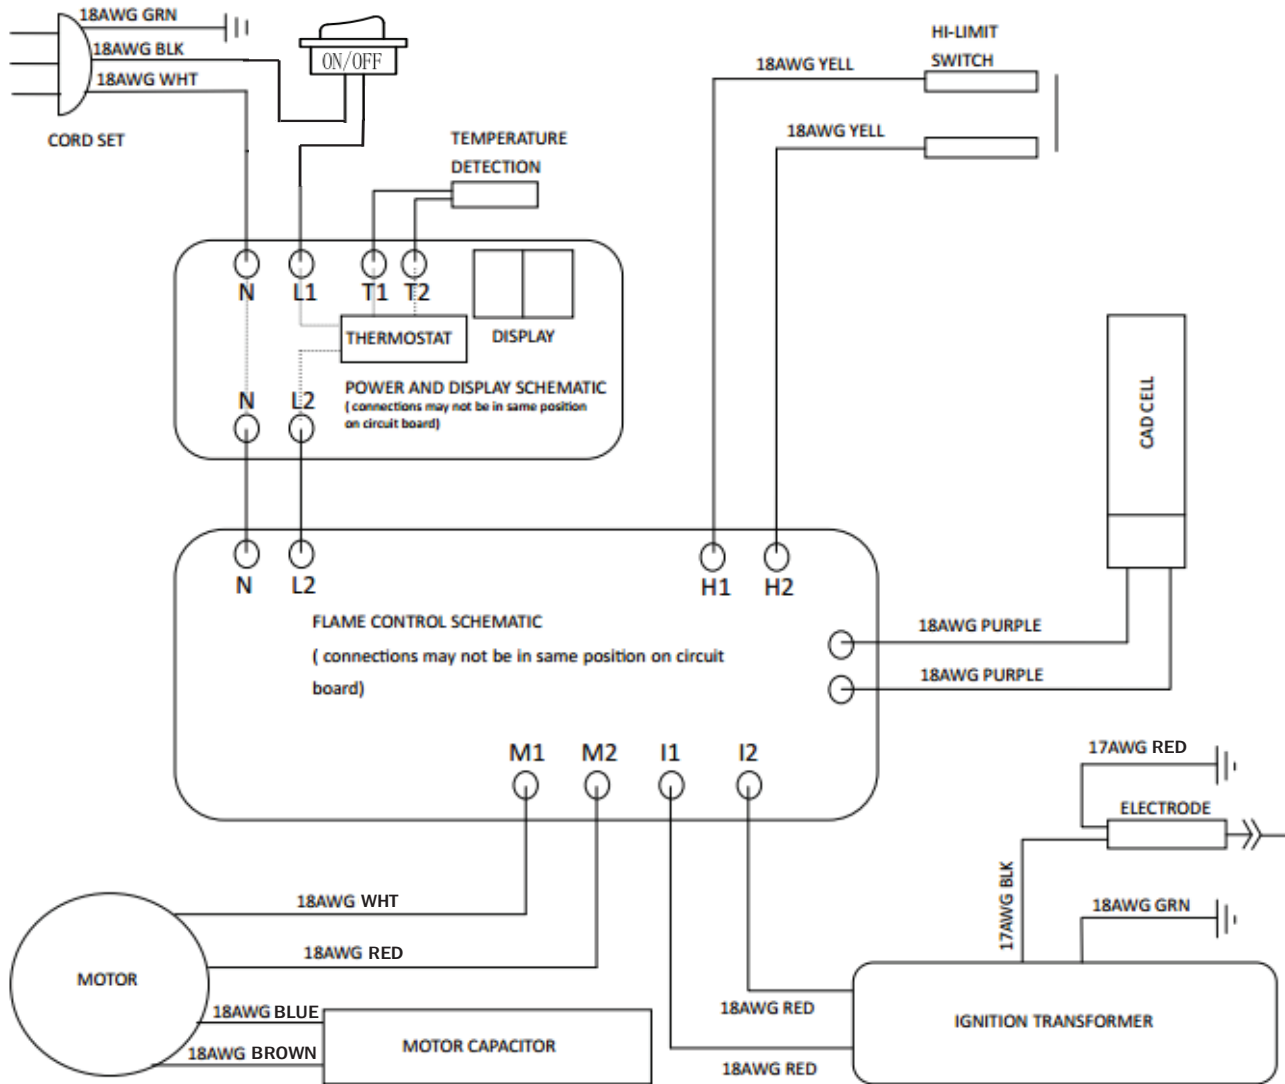 18AWG GRN
18AWG BLK
18AWG WHT
CORD SET
ON/OFF
TEMPERATURE
DETECTION
HI-LIMIT
SWITCH
18AWG YELL
18AWG YELL
N
L1
T1
T2
THERMOSTAT
DISPLAY
N
L2
POWER AND DISPLAY SCHEMATIC
( connections may not be in same position
on circuit board)
CAD CELL
N
L2
H1
H2
FLAME CONTROL SCHEMATIC
( connections may not be in same position on circuit
board)
18AWG PURPLE
18AWG PURPLE
M1
M2
I1
I2
17AWG RED
ELECTRODE
17AWG BLK
18AWG GRN
18AWG WHT
18AWG RED
MOTOR
18AWG BLUE
18AWG BROWN
MOTOR CAPACITOR
18AWG RED
18AWG RED
IGNITION TRANSFORMER